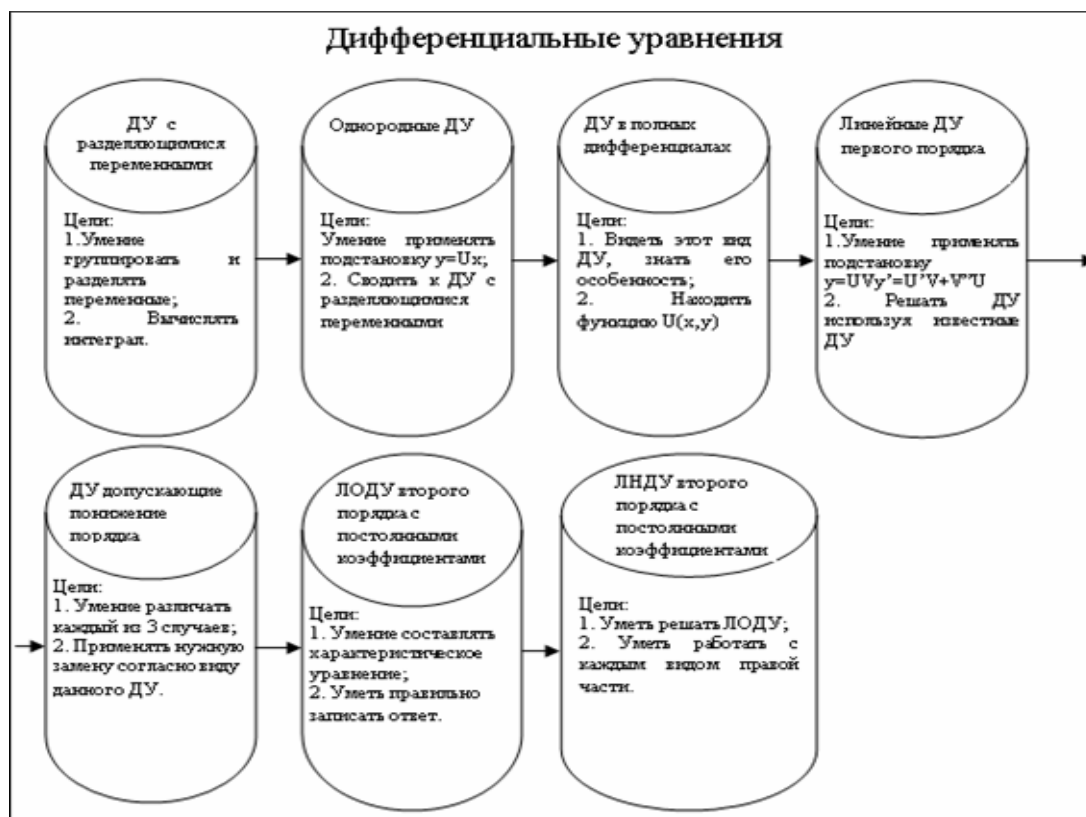 Дифференциальные уравнения
ДУ с
разделяющимися
переменными
Цели:
1.Умение
группировать и
разделять
переменные;
2. Вычислять
интеграл.
Однородные ДУ
Цели:
Умение применять
подстановку y=Ux;
2. Сводить к ДУ с
разделяющимися
переменными
ДУ в полных
дифференциалах
Цели:
1. Видеть этот вид
ДУ, знать его
особенность;
2. Находить
функцию U(x,y)
Линейные ДУ
первого порядка
Цели:
1.Умение применять
подстановку
y=UVy’=U’V+V”U
2. Решать ДУ
используя известные
ДУ
ДУ допускающие
понижение
порядка
Цели:
1. Умение различать
каждый из 3 случаев;
2. Применять нужную
замену согласно виду
данного ДУ.
ЛОДУ второго
порядка с
постоянными
коэффициентами
Цели:
1. Умение составлять
характеристическое
уравнение;
2. Уметь правильно
записать ответ.
ЛНДУ второго
порядка с
постоянными
коэффициентами
Цели:
1. Уметь решать ЛОДУ;
2. Уметь работать с
каждым видом правой
части.